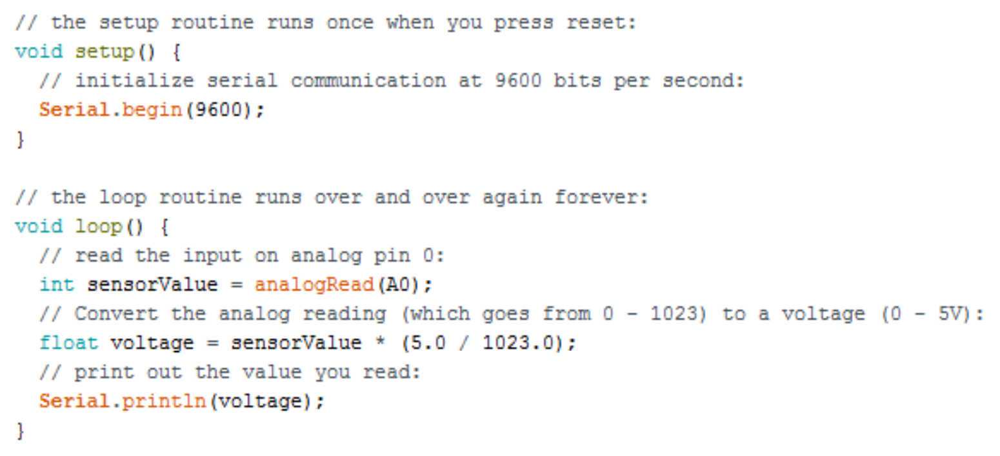 // the setup routine runs once when you press reset:
void setup() {
  // initialize serial communication at 9600 bits per second:
  Serial.begin(9600);
}

// the loop routine runs over and over again forever:
void loop() {
  // read the input on analog pin 0:
  int sensorValue = analogRead(A0);
  // Convert the analog reading (which goes from 0 - 1023) to a voltage (0 - 5V):
  float voltage = sensorValue * (5.0 / 1023.0);
  // print out the value you read:
  Serial.println(voltage);
}